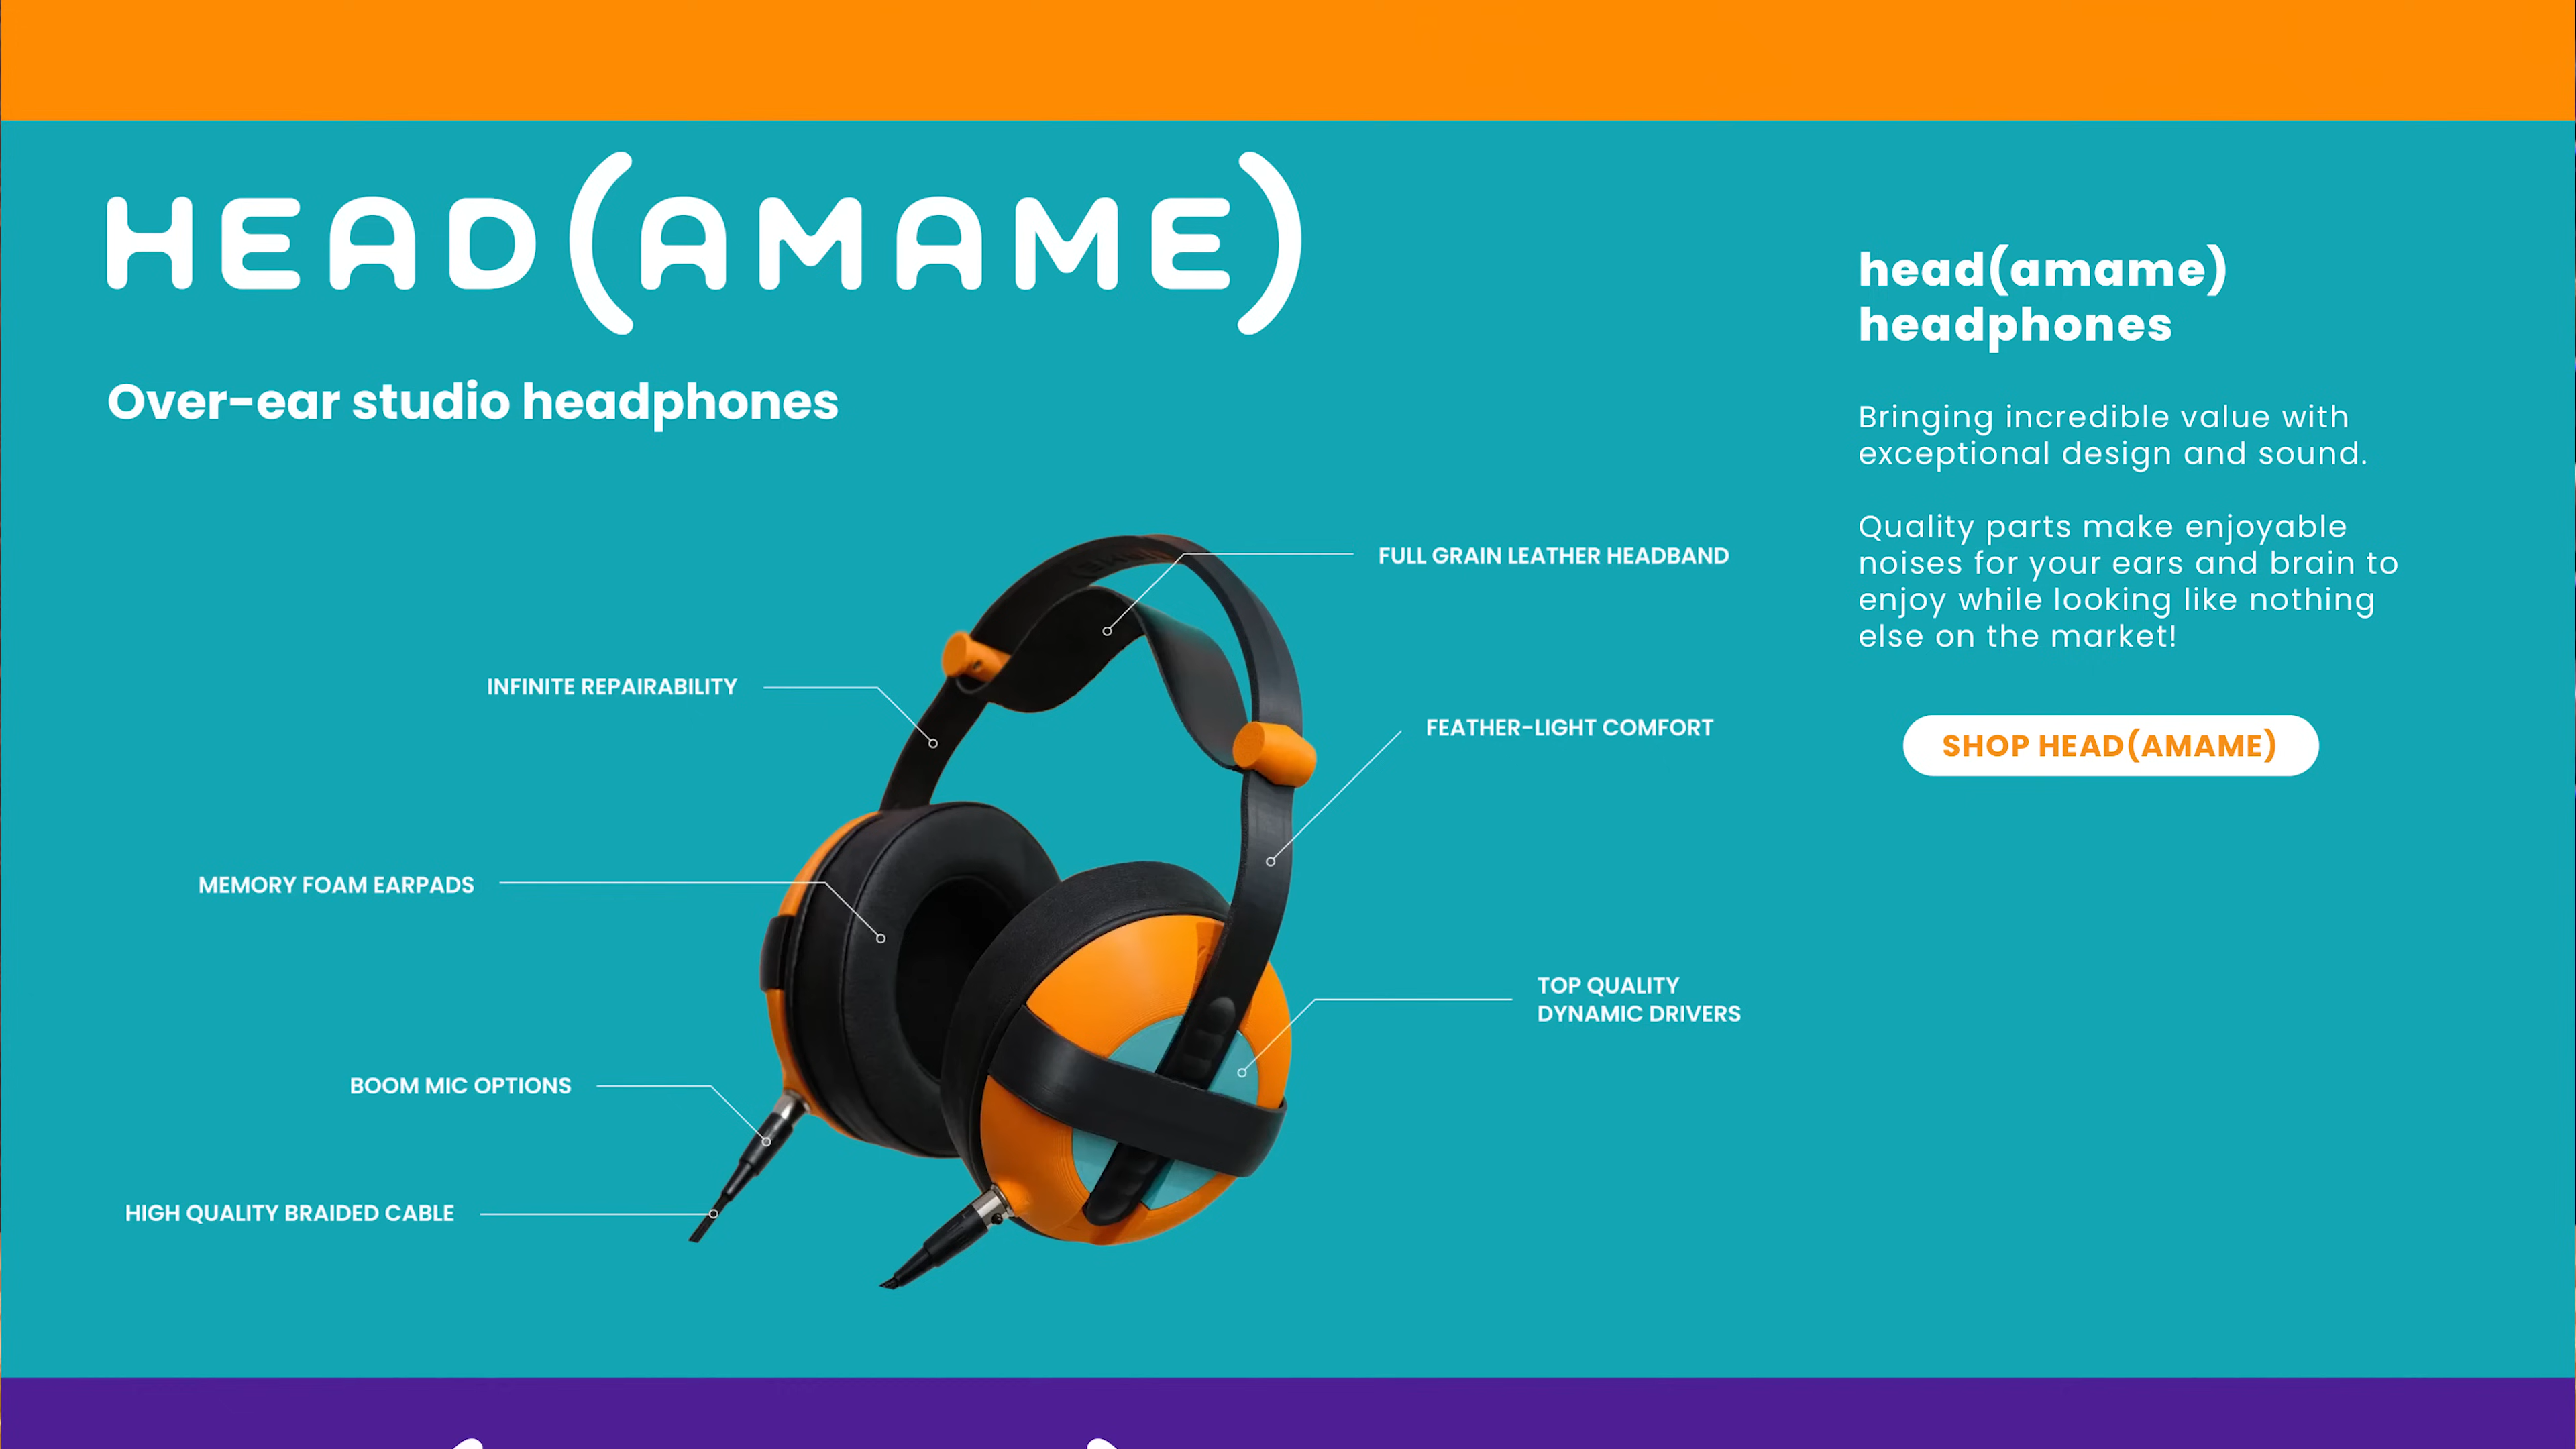 HEAD(AMAME)
Over-ear studio headphones
FULL GRAIN LEATHER HEADBAND
INFINITE REPAIRABILITY
FEATHER-LIGHT COMFORT
MEMORY FOAM EARPADS
TOP QUALITY
DYNAMIC DRIVERS
BOOM MIC OPTIONS
HIGH QUALITY BRAIDED CABLE
head(amame)
headphones
Bringing incredible value with
exceptional design and sound.
Quality parts make enjoyable
noises for your ears and brain to
enjoy while looking like nothing
else on the market!
SHOP HEAD(AMAME)